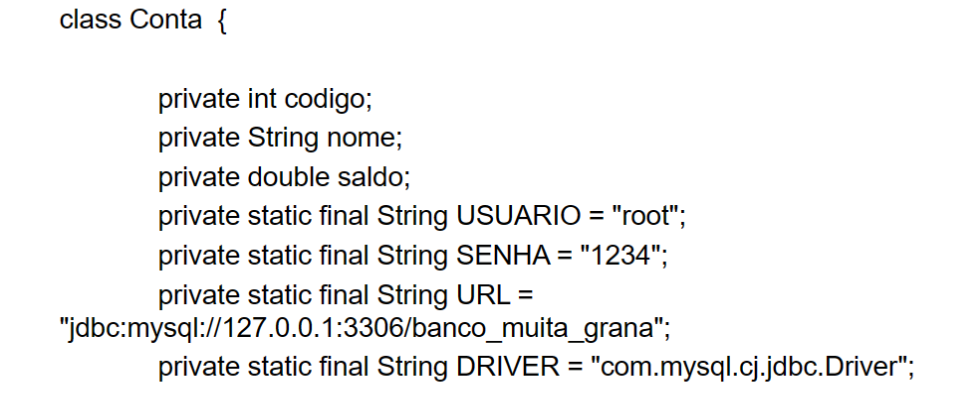 class Conta {
private int codigo;
private String nome;
private double saldo;
private static final String USUARIO = "root";
private static final String SENHA = "1234";
private static final String URL =
"jdbc:mysql://127.0.0.1:3306/banco_muita_grana";
private static final String DRIVER = "com.mysql.cj.jdbc.Driver";